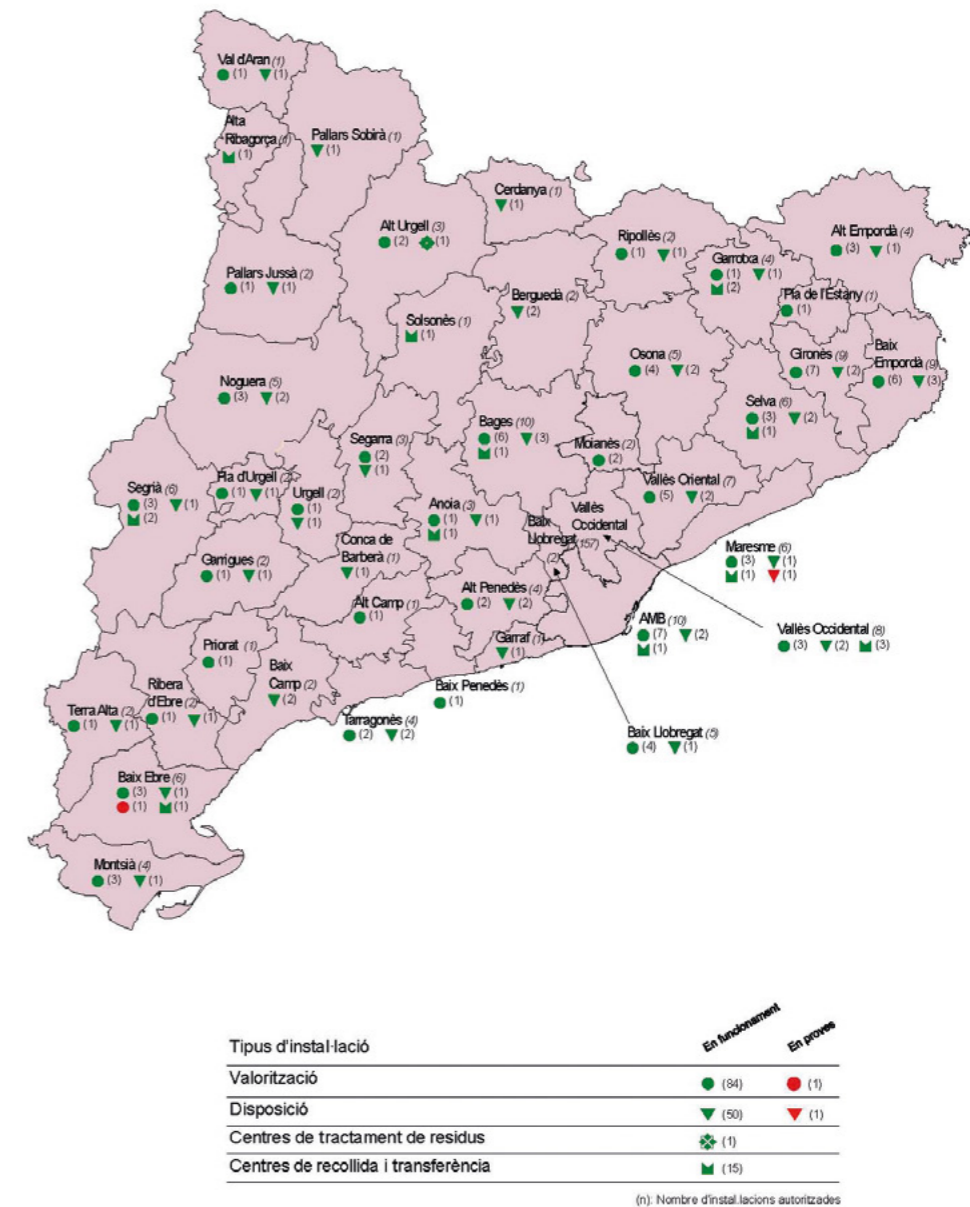 Val d'Aran (1)
(1) (1)
Alta
Ribagorça (1)
(1)
Pallars Sobirà (1)
(1)
Cerdanya (1)
(1)
Alt Urgell (3)
(2) (1)
Ripollès (2)
(1) (1)
Alt Empordà (4)
(3) (1)
Garrotxa (4)
(1) (1)
(2)
Pallars Jussà (2)
(1) (1)
Berguedà (2)
(2)
Pla de l'Estany (1)
(1)
Solsonès (1)
(1)
Osona (5)
(4) (2)
Gironès (9)
(7) (2)
Baix
Empordà (9)
(6) (3)
Noguera (5)
(3) (2)
Selva (6)
(3) (2)
(1)
Bages (10)
(6) (3)
(1)
Segarra (3)
(2)
(1)
Moianès (2)
(2)
Segrià (6)
(3) (1)
(2)
Pla d'Urgell (2)
(1) (1)
Urgell (2)
(1)
(1)
Vallès Oriental (7)
(5) (2)
Anoia (3)
(1) (1)
(1)
Baix
Llobregat
(2)
Vallès
Occidental
(157)
Conca de
Barberà (1)
(1)
Maresme (6)
(3) (1)
(1) (1)
Garrigues (2)
(1) (1)
Alt Penedès (4)
(2) (2)
Alt Camp (1)
(1)
AMB (10)
(7) (2)
(1)
Vallès Occidental (8)
(3) (2) (3)
Garraf (1)
(1)
Priorat (1)
(1)
Baix
Camp (2)
(2)
Baix Penedès (1)
(1)
Ribera
d'Ebre (2)
(1) (1)
Terra Alta (2)
(1) (1)
Tarragonès (4)
(2) (2)
Baix Llobregat (5)
(4) (1)
Baix Ebre (6)
(3) (1)
(1) (1)
Montsià (4)
(3) (1)
Tipus d'instal·lació En funcionament En proves
Valorització (84) (1)
Disposició (50) (1)
Centres de tractament de residus (1)
Centres de recollida i transferència (15)
(n): Nombre d'instal.lacions autoritzades